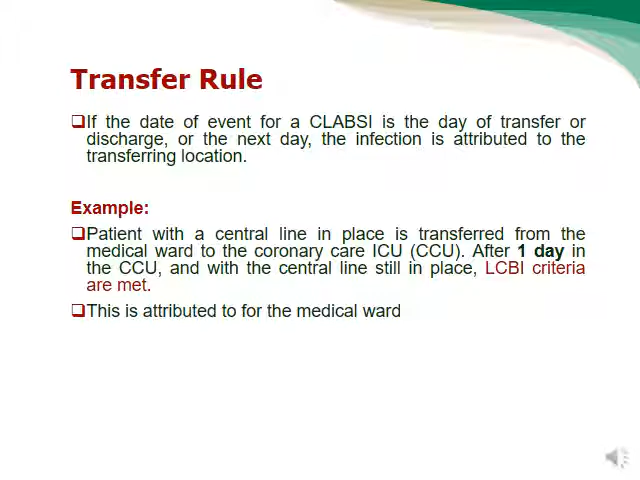 Transfer Rule
❑If the date of event for a CLABSI is the day of transfer or
discharge, or the next day, the infection is attributed to the
transferring location.
Example:
❑Patient with a central line in place is transferred from the
medical ward to the coronary care ICU (CCU). After 1 day in
the CCU, and with the central line still in place, LCBI criteria
are met.
❑This is attributed to for the medical ward